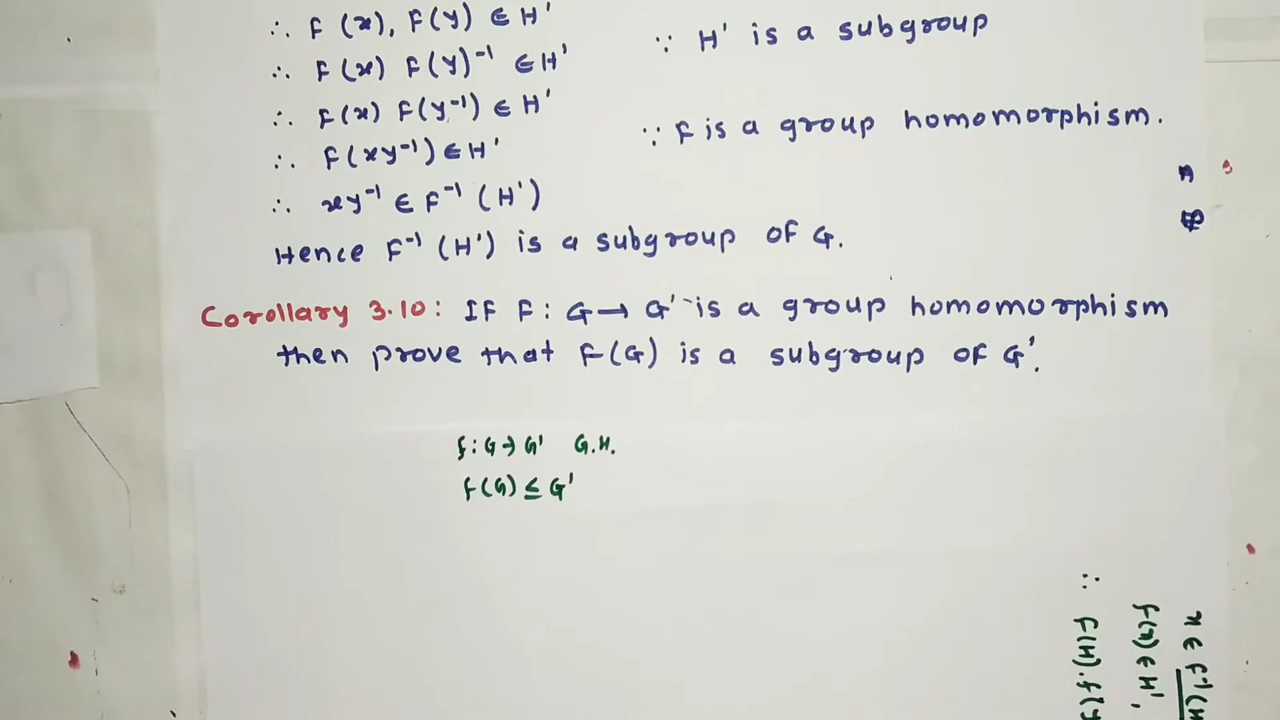 ∴ F (x), F(y) ∈ H'
∴ F(x) F(y)⁻¹ ∈ H' ∵ H' is a subgroup
∴ F(x) F(y⁻¹) ∈ H'
∴ F(xy⁻¹) ∈ H' ∵ F is a group homomorphism.
∴ xy⁻¹ ∈ F⁻¹ (H')
Hence F⁻¹ (H') is a subgroup of G.
Corollary 3.10: IF F: G → G' is a group homomorphism
then prove that F(G) is a subgroup of G'.
f: G → G' G.H.
f(G) ≤ G'
x ∈ f⁻¹(H
f(x) ∈ H',
∴ f(x).f(y